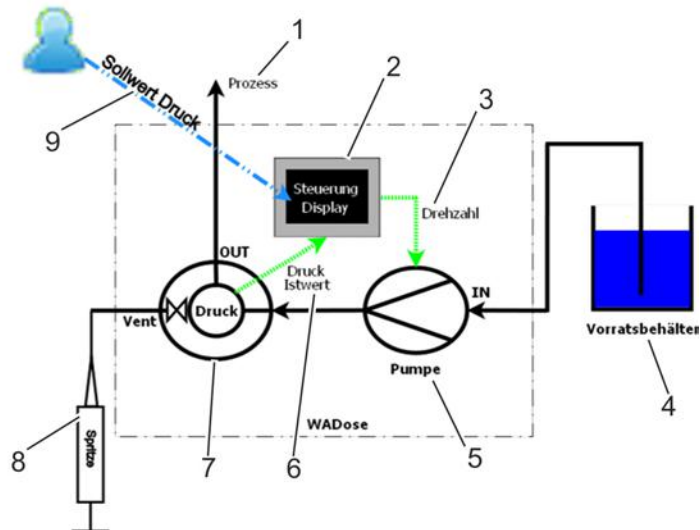 1
Prozess
2
Sollwert Druck
9
3
Steuerung
Display
Drehzahl
OUT
Druck
Istwert
IN
Vent
Druck
Pumpe
Vorratsbehälter
4
WADose
5
6
7
8
Spritze